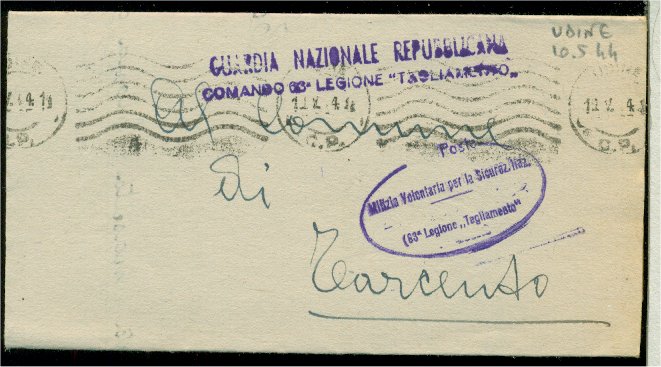 UDINE
10.5.44
GUARDIA NAZIONALE REPUBBLICANA
COMANDO 63ª LEGIONE "TAGLIAMENTO"
Al Comune
di
Tarcento
Milizia Volontaria per la Sicurez. Naz.
(63ª Legione „Tagliamento"